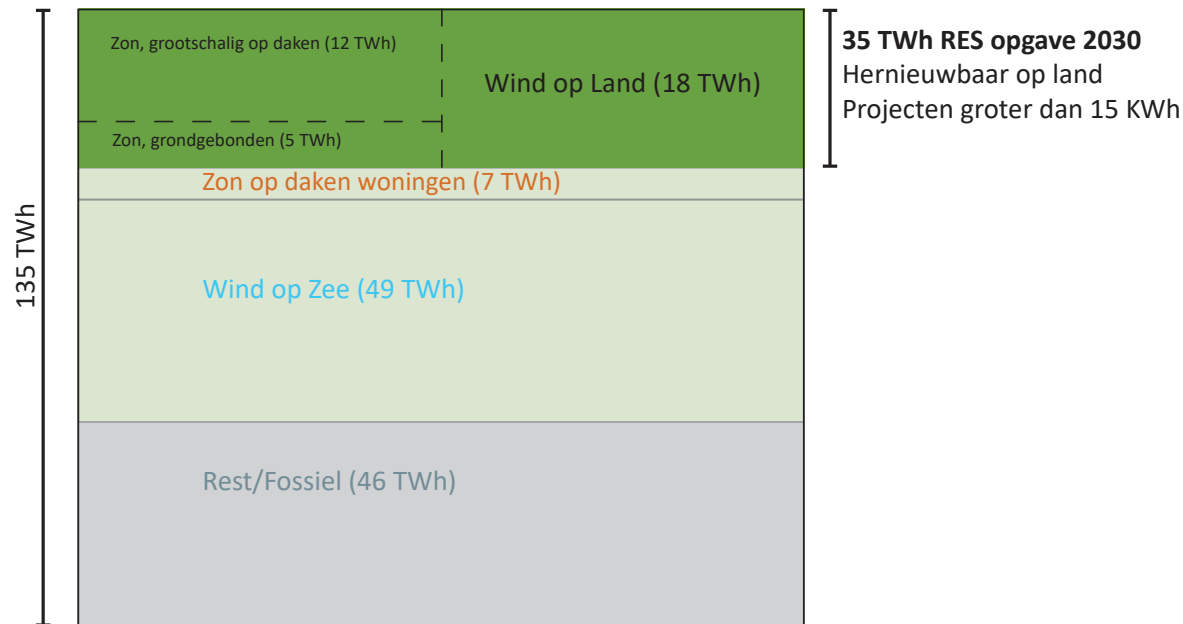 135 TWh
Zon, grootschalig op daken (12 TWh)
Zon, grondgebonden (5 TWh)
Wind op Land (18 TWh)
35 TWh RES opgave 2030
Hernieuwbaar op land
Projecten groter dan 15 KWh
Zon op daken woningen (7 TWh)
Wind op Zee (49 TWh)
Rest/Fossiel (46 TWh)